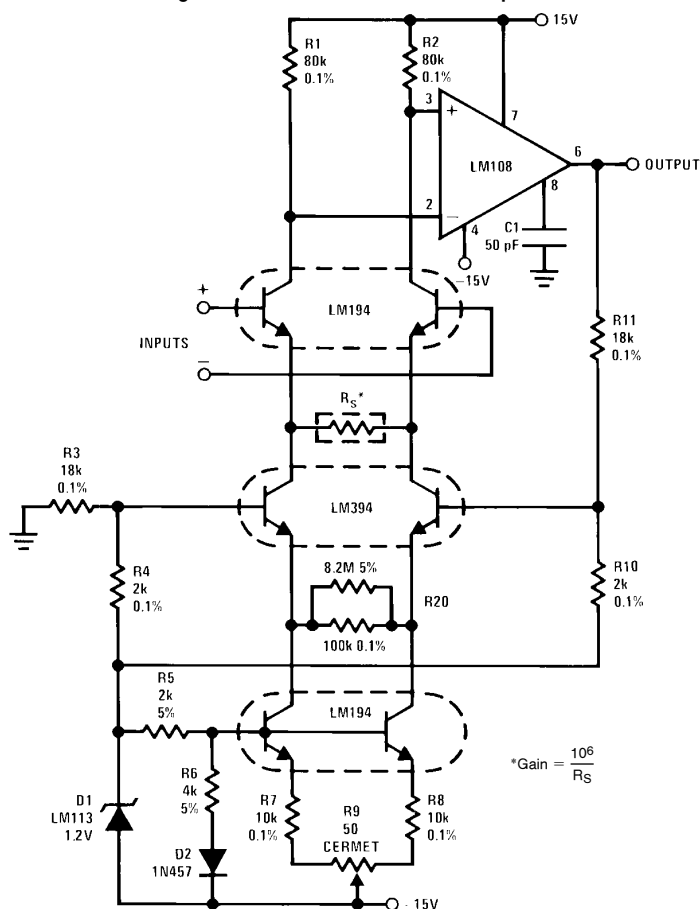 15V
R1
80k
0.1%
R2
80k
0.1%
3
+
7
LM108
6
OUTPUT
8
2
−
4
C1
50 pF
−15V
+
LM194
INPUTS
−
R11
18k
0.1%
RS*
R3
18k
0.1%
LM394
R4
2k
0.1%
8.2M 5%
R20
100k 0.1%
R10
2k
0.1%
R5
2k
5%
LM194
*Gain = 10⁶
RS
R6
4k
5%
R7
10k
0.1%
R9
50
CERMET
R8
10k
0.1%
D1
LM113
1.2V
D2
1N457
-15V